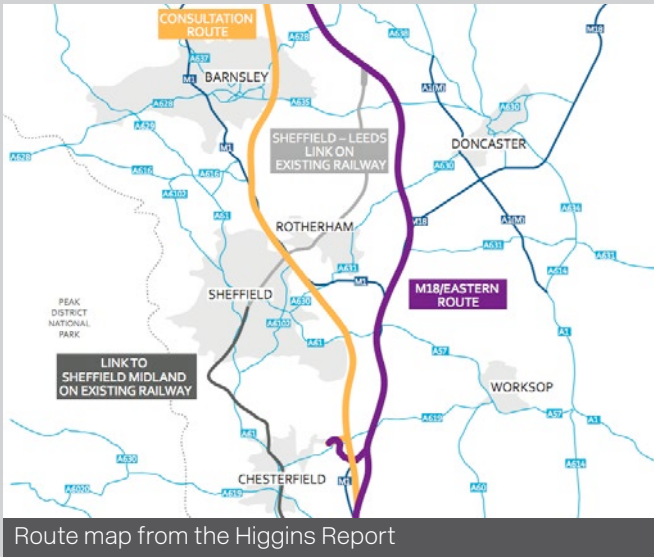 CONSULTATION
ROUTE
A628
A638
M18
A637
M1
BARNSLEY
A1(M)
A628
A635
A630
A629
SHEFFIELD – LEEDS
LINK ON
EXISTING RAILWAY
DONCASTER
A628
A616
A616
M1
A630
A6102
A61
ROTHERHAM
M18
A1(M)
A634
A631
A631
A631
M1
A614
SHEFFIELD
A630
M18/EASTERN
ROUTE
PEAK
DISTRICT
NATIONAL
PARK
A6102
A61
A1
A57
LINK TO
SHEFFIELD MIDLAND
ON EXISTING RAILWAY
WORKSOP
A619
A57
A1
A61
A630
A614
CHESTERFIELD
M1
A6020
A619
A60
Route map from the Higgins Report